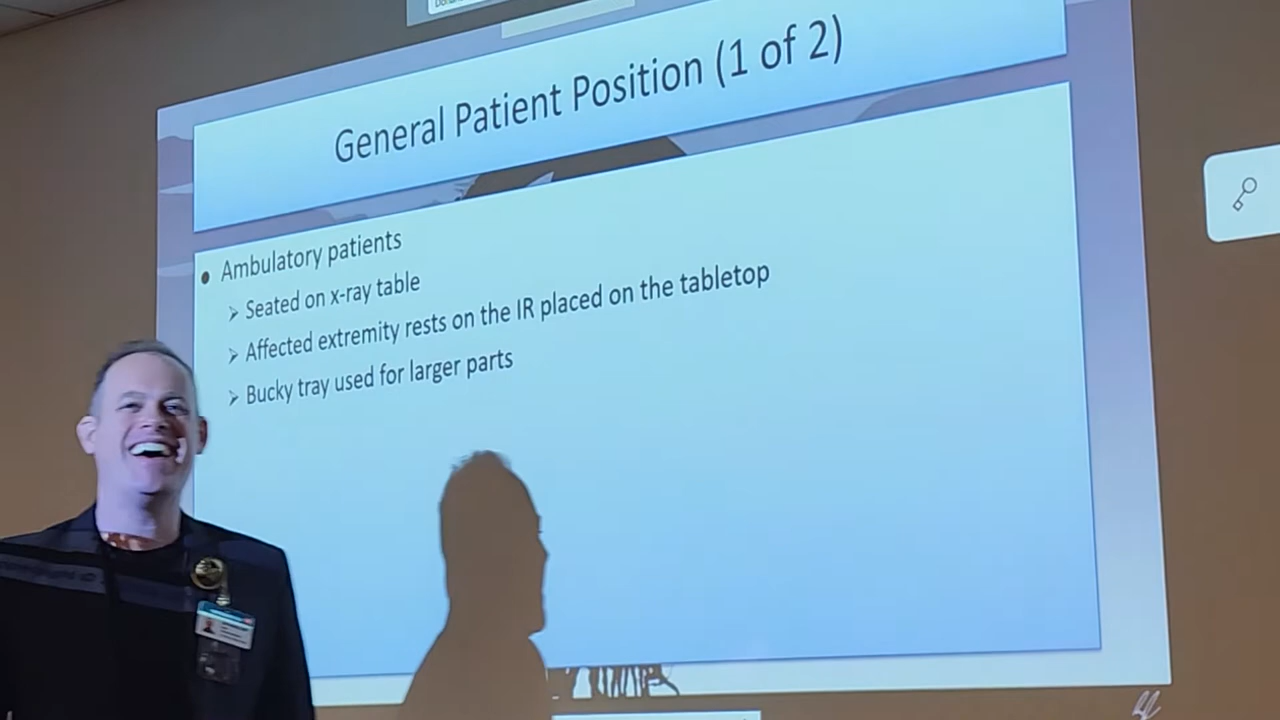 General Patient Position (1 of 2)
Ambulatory patients
Seated on x-ray table
Affected extremity rests on the IR placed on the tabletop
Bucky tray used for larger parts